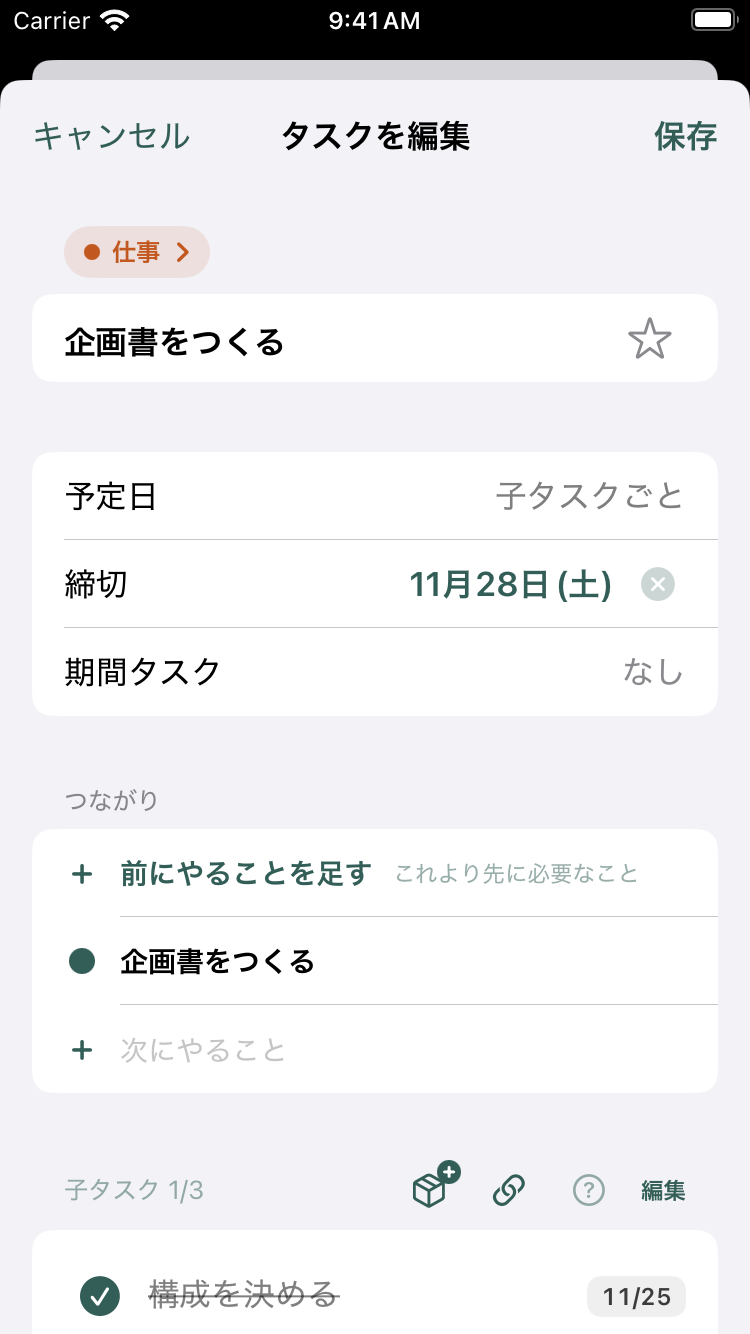 Carrier 9:41 AM
キャンセル タスクを編集 保存
仕事
企画書をつくる
予定日 子タスクごと
締切 11月28日(土)
期間タスク なし
つながり
+ 前にやることを足す これより先に必要なこと
企画書をつくる
+ 次にやること
子タスク 1/3 ? 編集
構成を決める 11/25